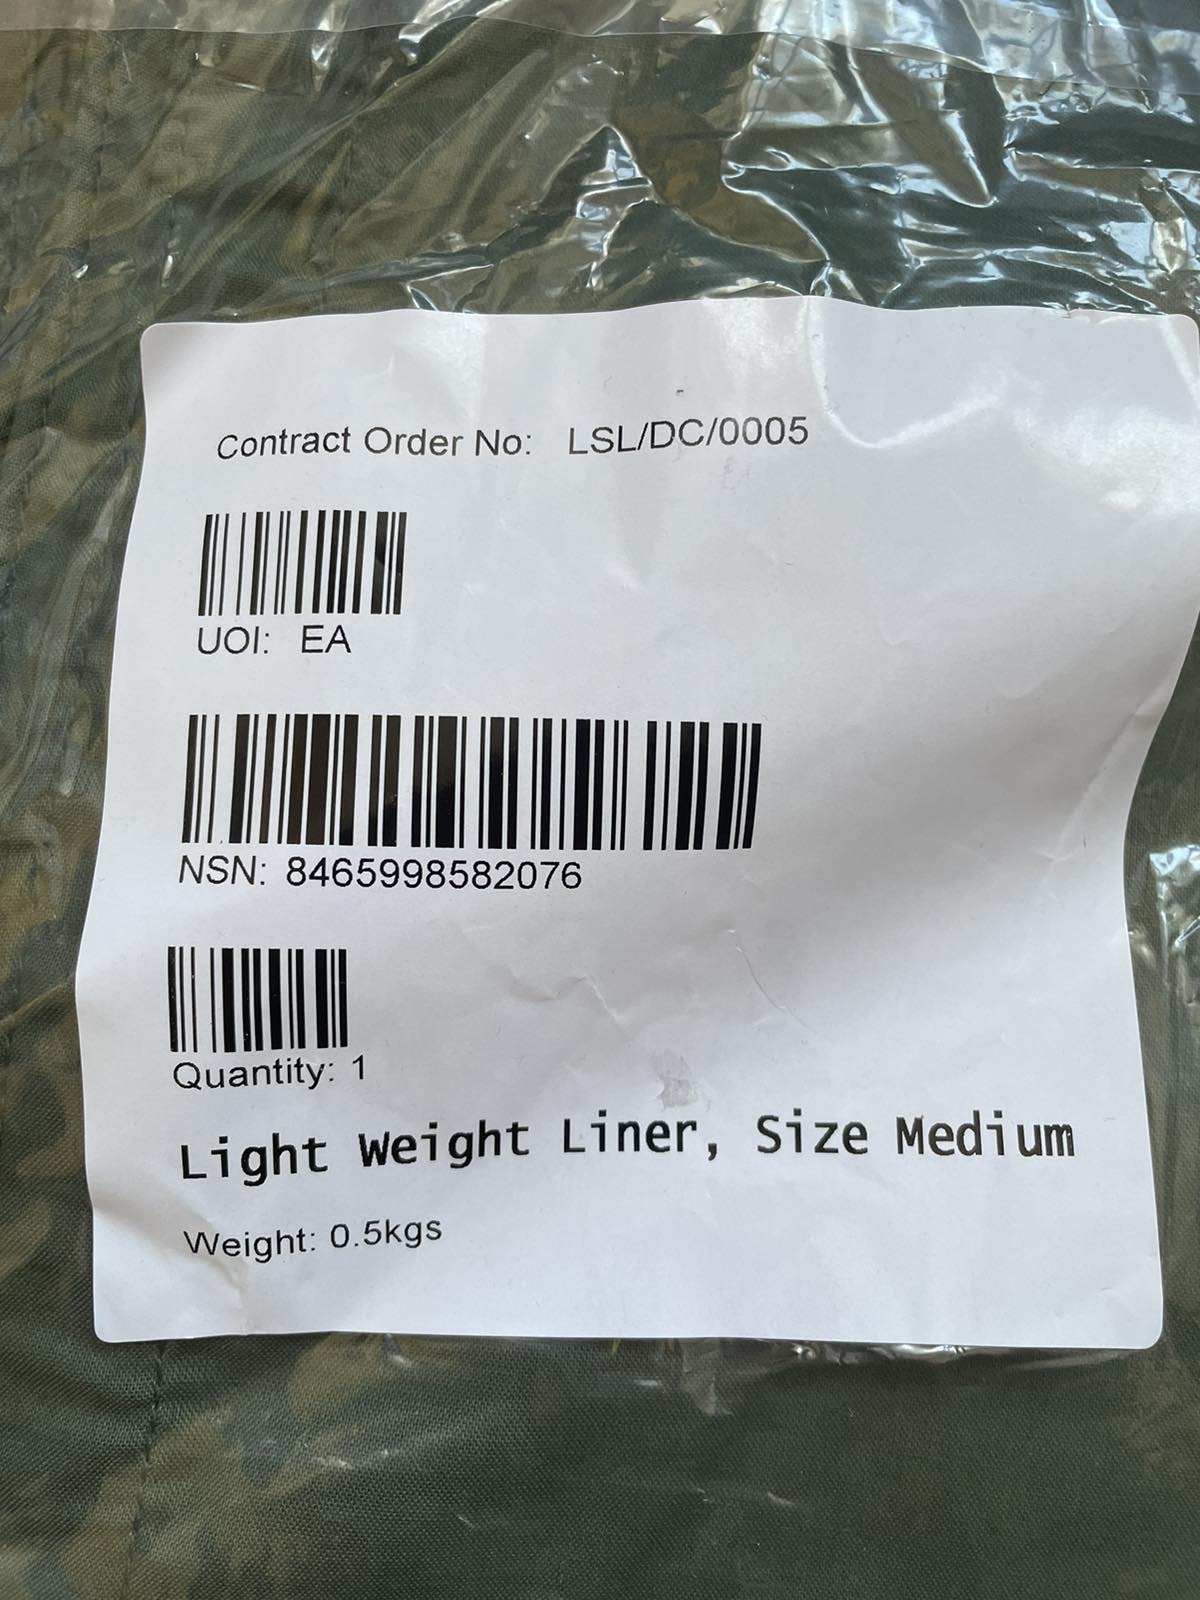 Contract Order No: LSL/DC/0005
UOI: EA
NSN: 8465998582076
Quantity: 1
Light Weight Liner, Size Medium
Weight: 0.5kgs